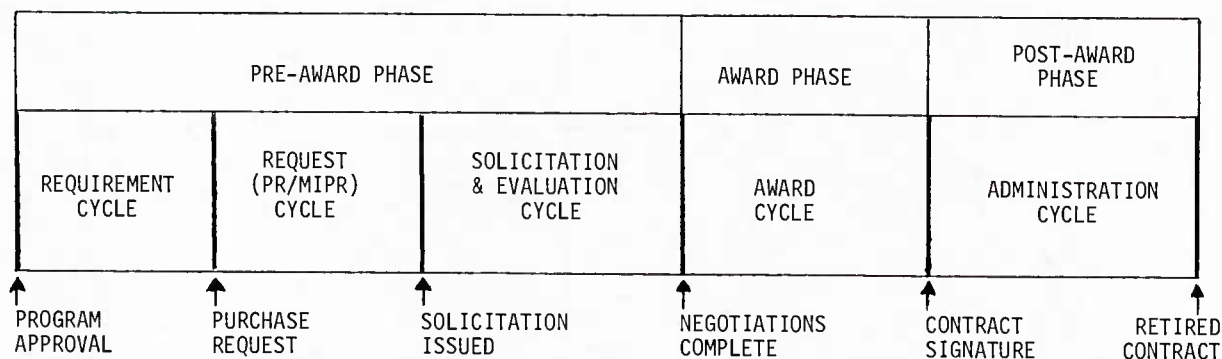 PRE-AWARD PHASE
AWARD PHASE
POST-AWARD
PHASE
REQUIREMENT
CYCLE
REQUEST
(PR/MIPR)
CYCLE
SOLICITATION
& EVALUATION
CYCLE
AWARD
CYCLE
ADMINISTRATION
CYCLE
PROGRAM
APPROVAL
PURCHASE
REQUEST
SOLICITATION
ISSUED
NEGOTIATIONS
COMPLETE
CONTRACT
SIGNATURE
RETIRED
CONTRACT